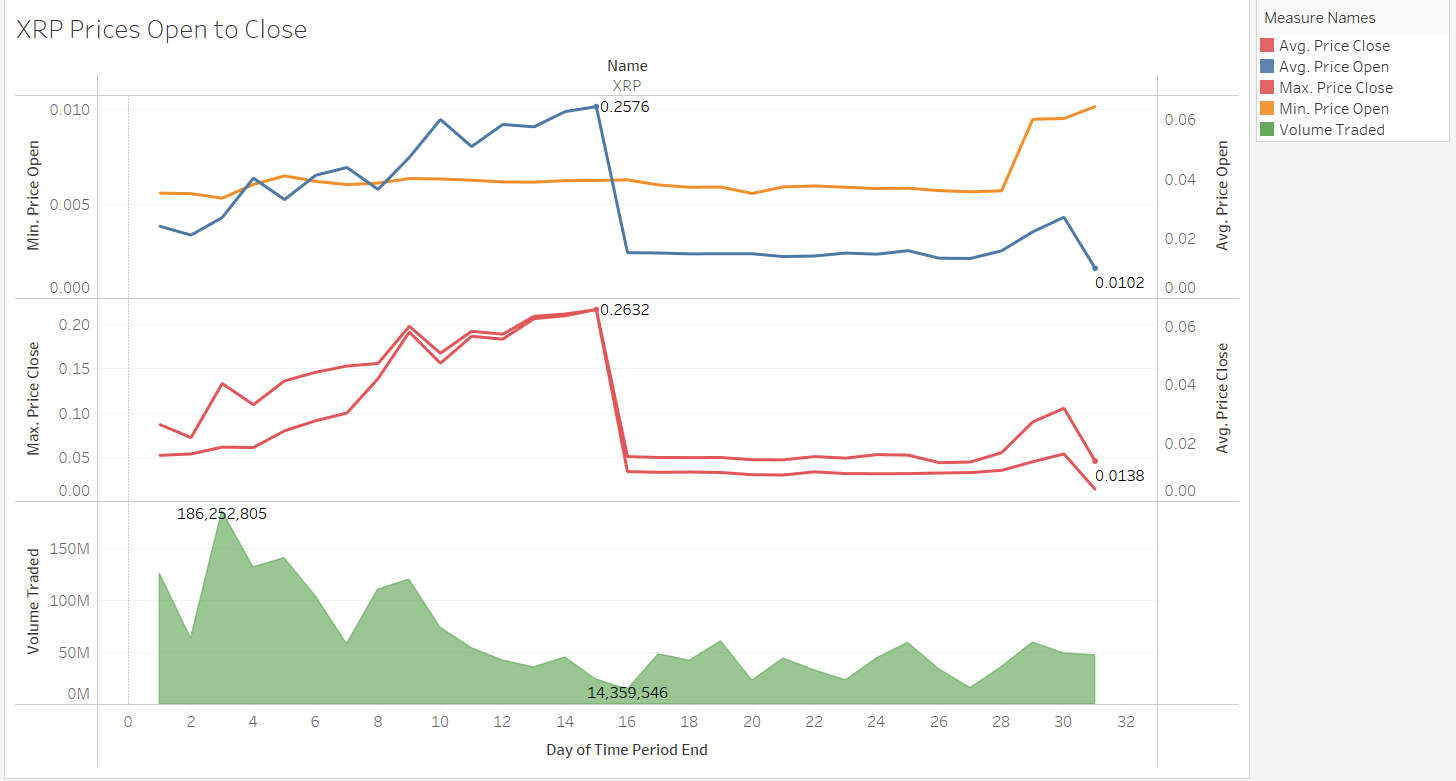 XRP Prices Open to Close
Name
XRP
Min. Price Open
0.010
0.005
0.000
0.2576
0.0102
0.06
0.04
0.02
0.00
Avg. Price Open
Max. Price Close
0.20
0.15
0.10
0.05
0.00
0.2632
0.0138
0.06
0.04
0.02
0.00
Avg. Price Close
Volume Traded
150M
100M
50M
0M
186,252,805
14,359,546
0 2 4 6 8 10 12 14 16 18 20 22 24 26 28 30 32
Day of Time Period End
Measure Names
Avg. Price Close
Avg. Price Open
Max. Price Close
Min. Price Open
Volume Traded